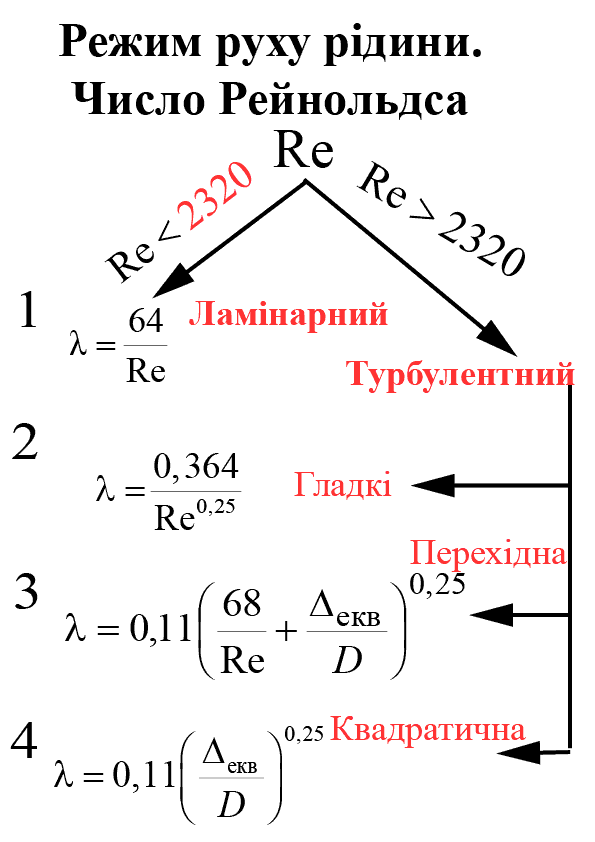 Режим руху рідини.
Число Рейнольдса
Re
Re < 2320
Re > 2320
1
λ = 64/Re
Ламінарний
Турбулентний
2
λ = 0,364/Re^0,25
Гладкі
Перехідна
3
λ = 0,11(68/Re + Δекв/D)^0,25
4
λ = 0,11(Δекв/D)^0,25
Квадратична